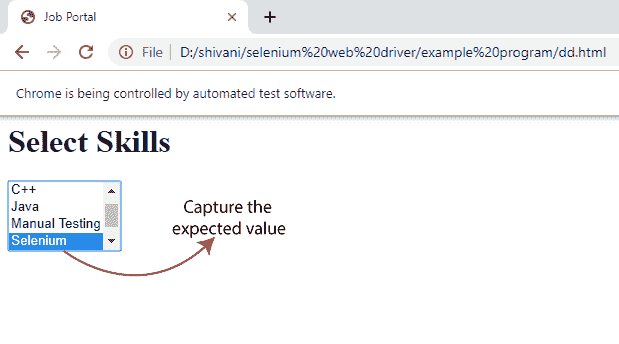 Job Portal
File D:/shivani/selenium%20web%20driver/example%20program/dd.html
Chrome is being controlled by automated test software.
Select Skills
C++
Java
Manual Testing
Selenium
Capture the
expected value